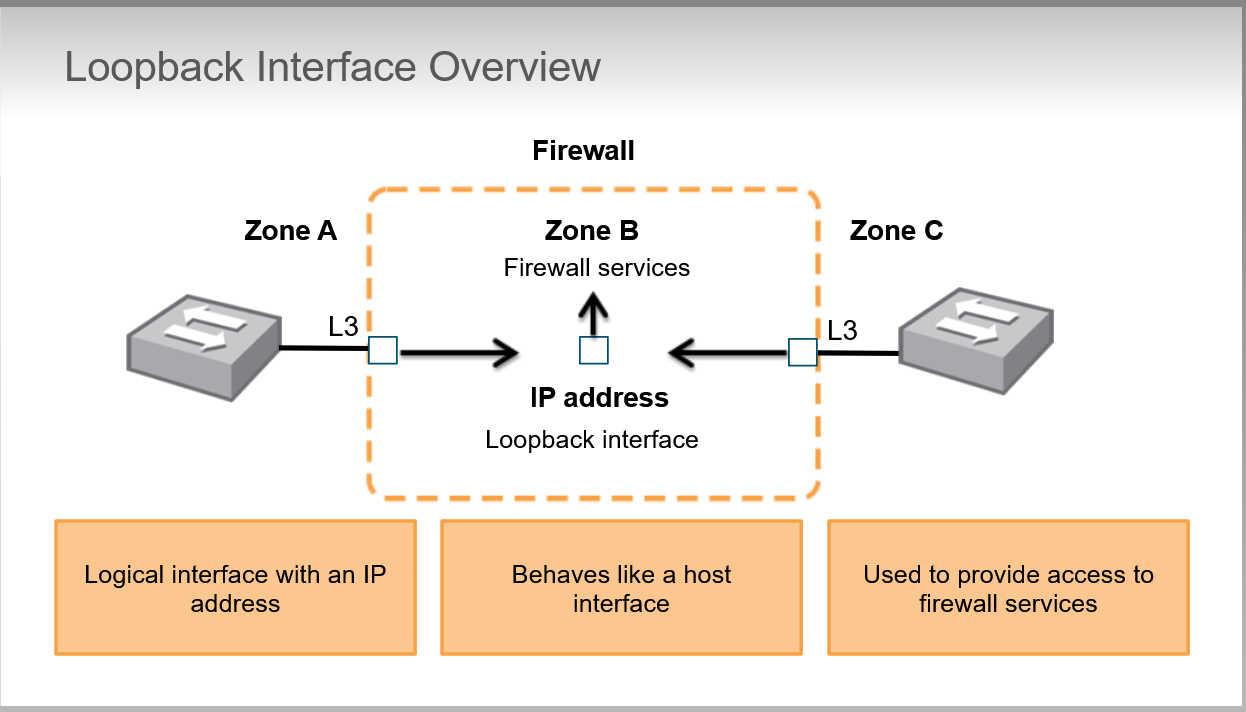 Loopback Interface Overview
Firewall
Zone A
Zone B
Zone C
Firewall services
L3
L3
IP address
Loopback interface
Logical interface with an IP
address
Behaves like a host
interface
Used to provide access to
firewall services